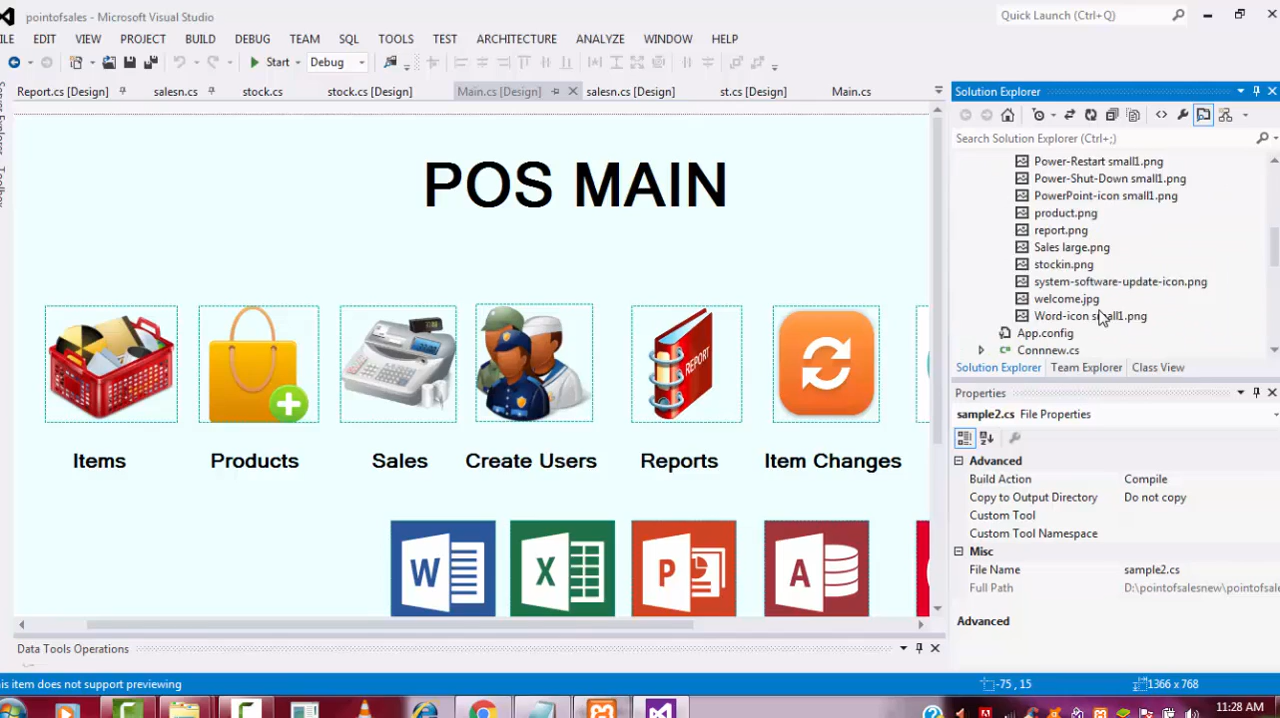 pointofsales - Microsoft Visual Studio
Quick Launch (Ctrl+Q)
ILE EDIT VIEW PROJECT BUILD DEBUG TEAM SQL TOOLS TEST ARCHITECTURE ANALYZE WINDOW HELP
Start Debug
Report.cs [Design] salesn.cs stock.cs stock.cs [Design] Main.cs [Design] salesn.cs [Design] st.cs [Design] Main.cs
Solution Explorer
Search Solution Explorer (Ctrl+;)
Power-Restart small1.png
Power-Shut-Down small1.png
PowerPoint-icon small1.png
product.png
report.png
Sales large.png
stockin.png
system-software-update-icon.png
welcome.jpg
Word-icon small1.png
App.config
Connnew.cs
Solution Explorer Team Explorer Class View
Properties
sample2.cs File Properties
Advanced
Build Action Compile
Copy to Output Directory Do not copy
Custom Tool
Custom Tool Namespace
Misc
File Name sample2.cs
Full Path D:\pointofsalesnew\pointofsale
Advanced
POS MAIN
REPORT
Items Products Sales Create Users Reports Item Changes
W X P A
Data Tools Operations
his item does not support previewing
-75 , 15 1366 x 768
11:28 AM